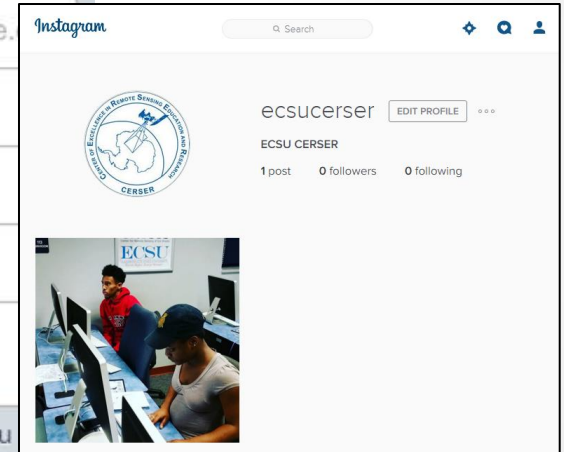 Instagram
Search
ecsucerser
EDIT PROFILE
ECSU CERSER
1 post 0 followers 0 following
CENTER OF EXCELLENCE IN REMOTE SENSING EDUCATION AND RESEARCH
CERSER
ECSU
e.
u